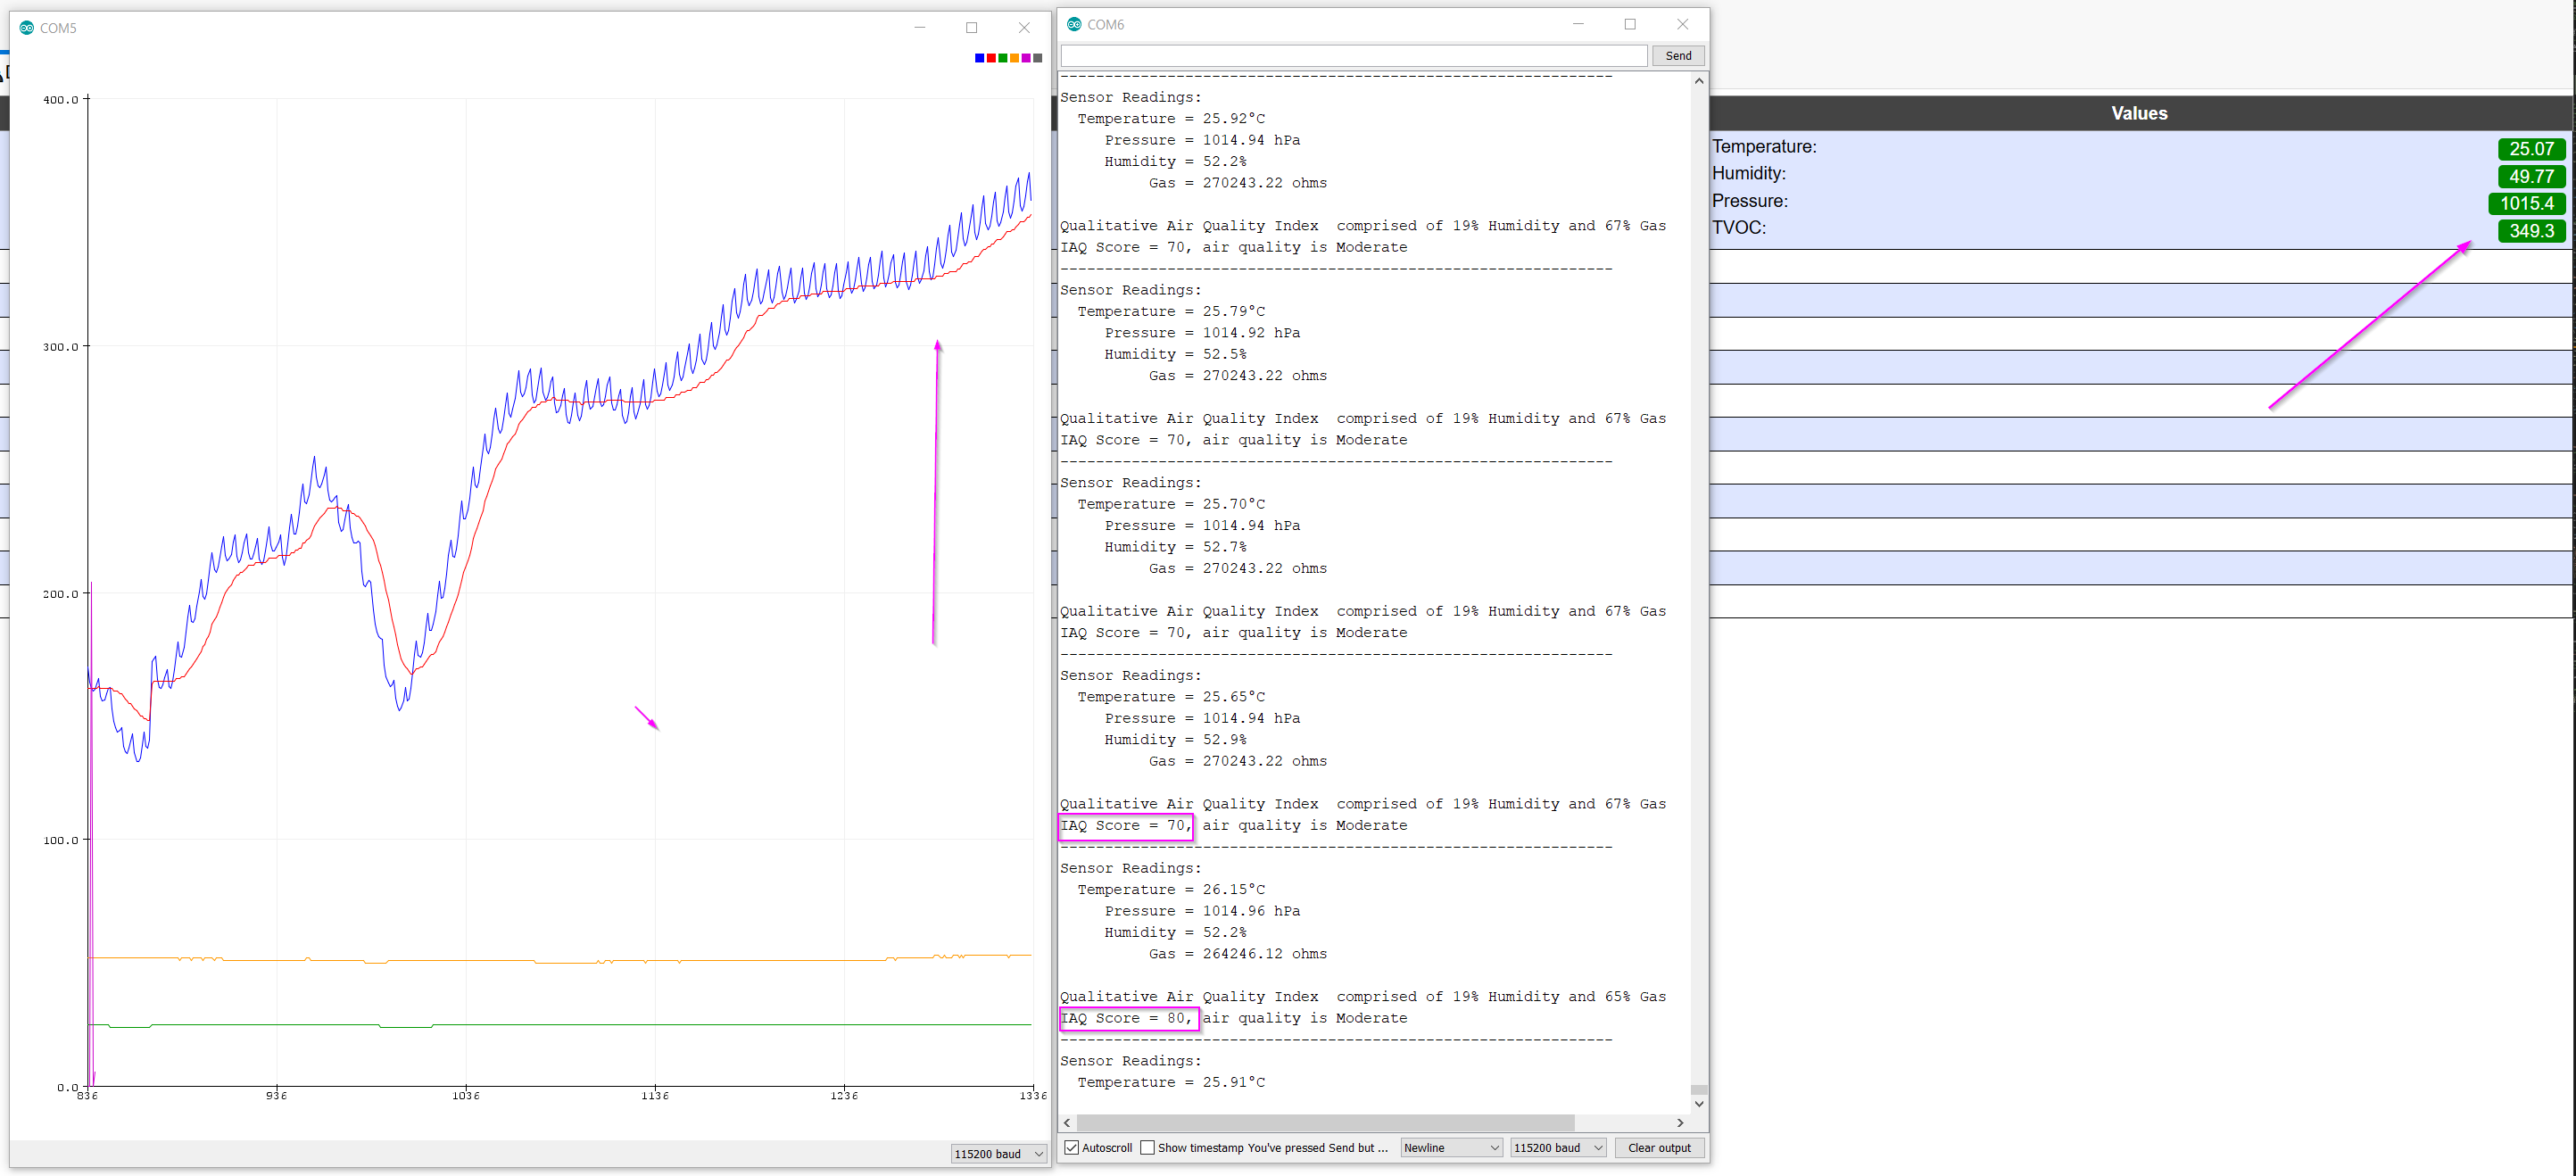 COM5
400.0
300.0
200.0
100.0
0.0
836 936 1036 1136 1236 1336
115200 baud
COM6
Send
------------------------------------------------------------
Sensor Readings:
Temperature = 25.92°C
Pressure = 1014.94 hPa
Humidity = 52.2%
Gas = 270243.22 ohms
Qualitative Air Quality Index comprised of 19% Humidity and 67% Gas
IAQ Score = 70, air quality is Moderate
------------------------------------------------------------
Sensor Readings:
Temperature = 25.79°C
Pressure = 1014.92 hPa
Humidity = 52.5%
Gas = 270243.22 ohms
Qualitative Air Quality Index comprised of 19% Humidity and 67% Gas
IAQ Score = 70, air quality is Moderate
------------------------------------------------------------
Sensor Readings:
Temperature = 25.70°C
Pressure = 1014.94 hPa
Humidity = 52.7%
Gas = 270243.22 ohms
Qualitative Air Quality Index comprised of 19% Humidity and 67% Gas
IAQ Score = 70, air quality is Moderate
------------------------------------------------------------
Sensor Readings:
Temperature = 25.65°C
Pressure = 1014.94 hPa
Humidity = 52.9%
Gas = 270243.22 ohms
Qualitative Air Quality Index comprised of 19% Humidity and 67% Gas
IAQ Score = 70, air quality is Moderate
------------------------------------------------------------
Sensor Readings:
Temperature = 26.15°C
Pressure = 1014.96 hPa
Humidity = 52.2%
Gas = 264246.12 ohms
Qualitative Air Quality Index comprised of 19% Humidity and 65% Gas
IAQ Score = 80, air quality is Moderate
------------------------------------------------------------
Sensor Readings:
Temperature = 25.91°C
Autoscroll Show timestamp You've pressed Send but ... Newline 115200 baud Clear output
Values
Temperature: 25.07
Humidity: 49.77
Pressure: 1015.4
TVOC: 349.3